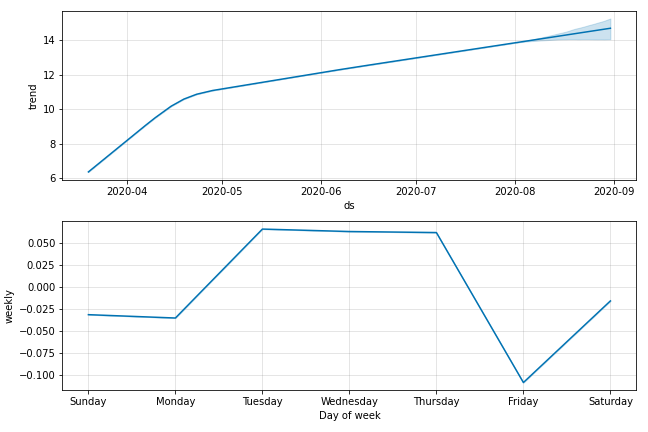 14
12
10
8
6
trend
2020-04 2020-05 2020-06 2020-07 2020-08 2020-09
ds
0.050
0.025
0.000
−0.025
−0.050
−0.075
−0.100
weekly
Sunday Monday Tuesday Wednesday Thursday Friday Saturday
Day of week